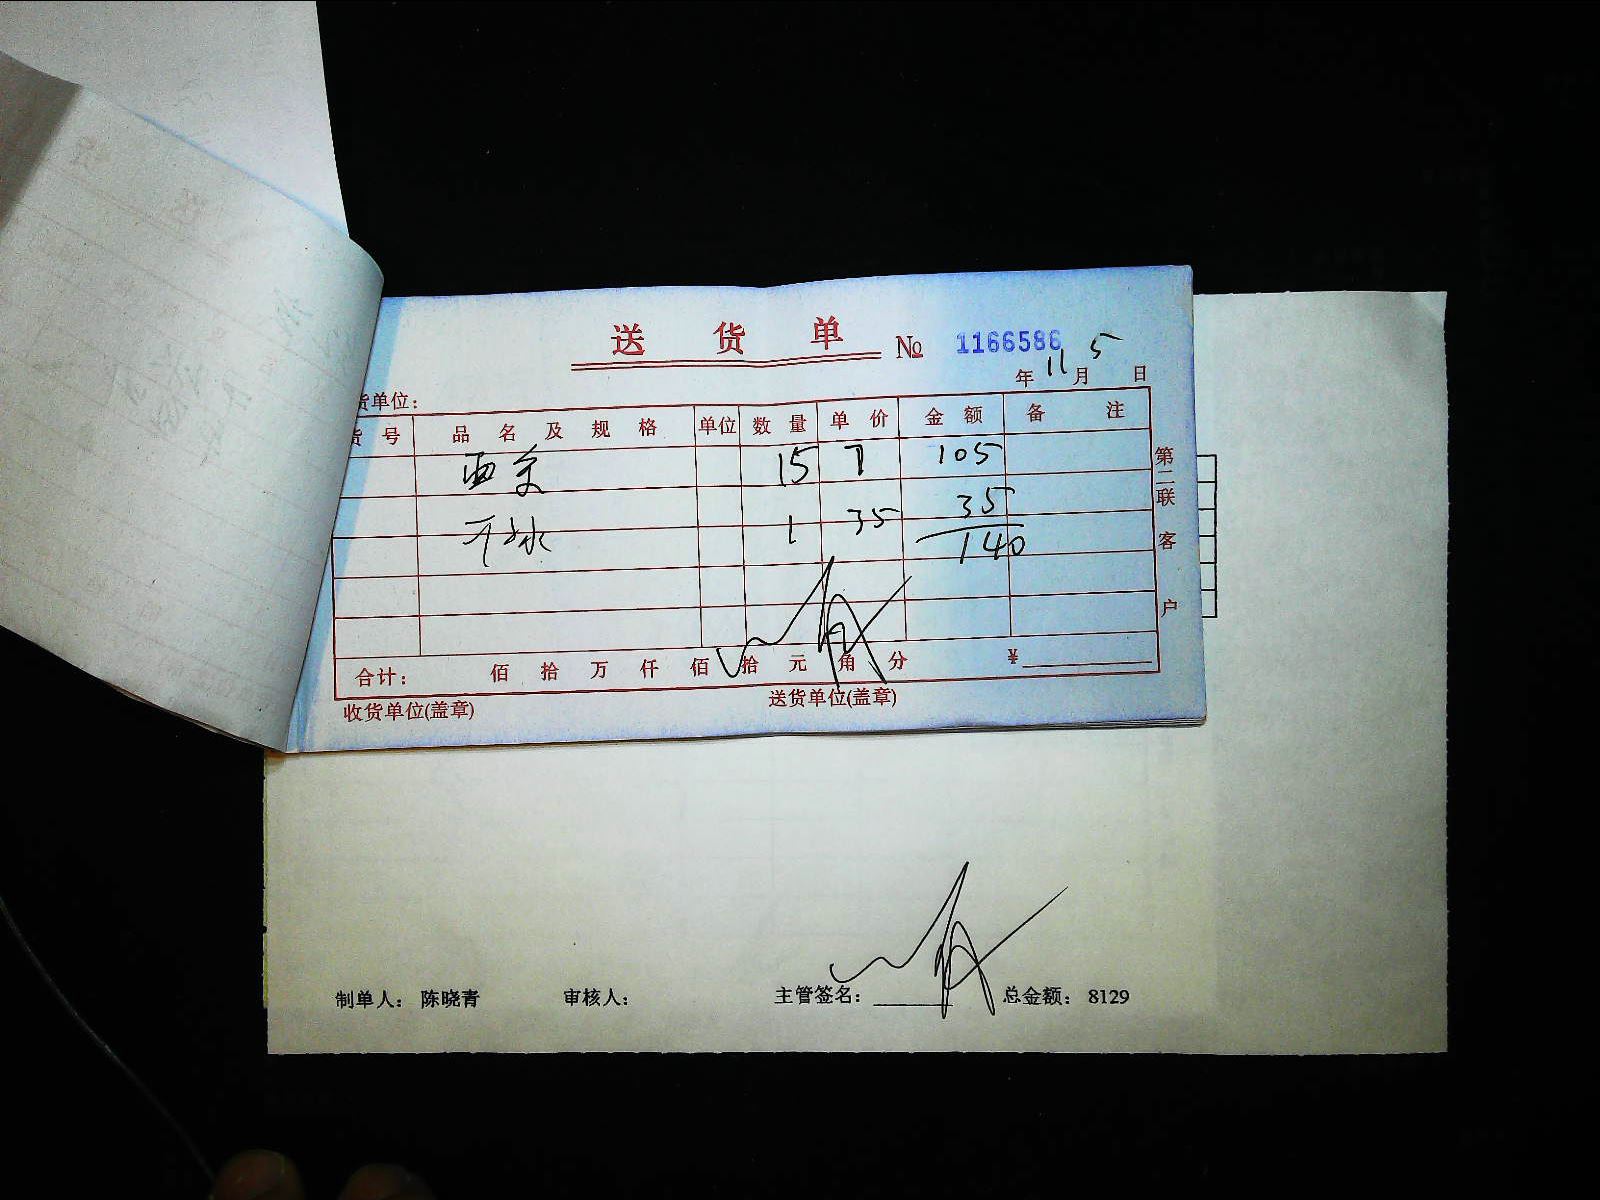 送 货 单 № 1166586
年 11 月 5 日
货单位：
货 号 品 名 及 规 格 单位 数 量 单 价 金 额 备 注
15 7 105
1 35 35
140
合计： 佰 拾 万 仟 佰 拾 元 角 分 ¥
收货单位(盖章) 送货单位(盖章)
第二联 客户
制单人： 陈晓青 审核人： 主管签名： 总金额： 8129